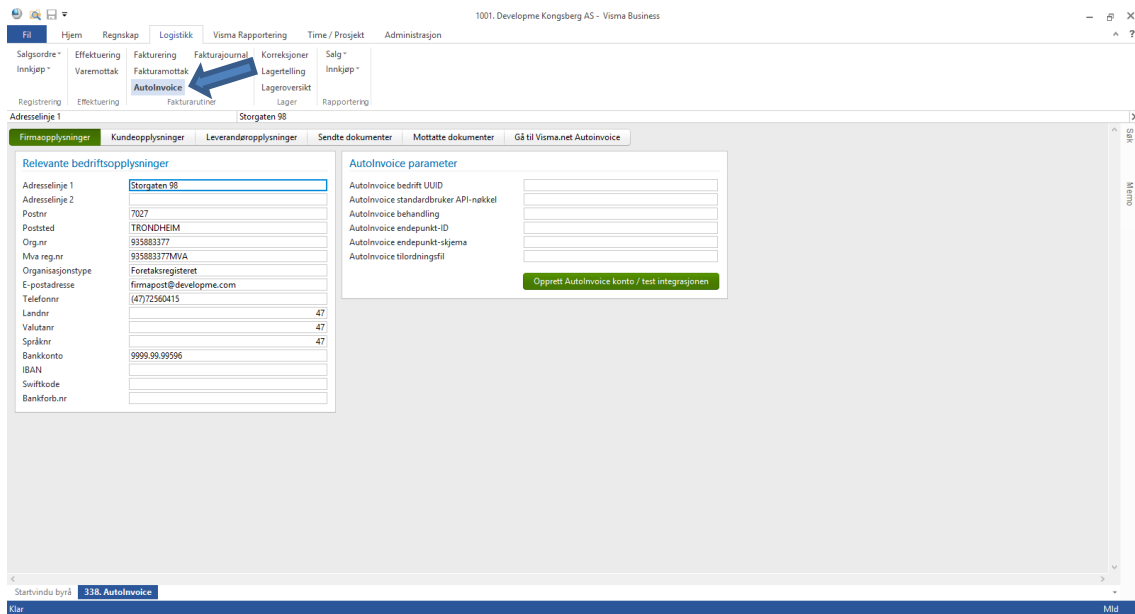 1001. Developme Kongsberg AS - Visma Business
Fil Hjem Regnskap Logistikk Visma Rapportering Time / Prosjekt Administrasjon
Salgsordre Effektuering Fakturering Fakturajournal Korreksjoner Salg
Innkjøp Varemottak Fakturamottak Lagertelling Innkjøp
AutoInvoice Lageroversikt
Registrering Effektuering Fakturarutiner Lager Rapportering
Adresselinje 1 Storgaten 98
Firmaopplysninger Kundeopplysninger Leverandøropplysninger Sendte dokumenter Mottatte dokumenter Gå til Visma.net Autoinvoice
Søk
Memo
Relevante bedriftsopplysninger
Adresselinje 1 Storgaten 98
Adresselinje 2
Postnr 7027
Poststed TRONDHEIM
Org.nr 935883377
Mva reg.nr 935883377MVA
Organisasjonstype Foretaksregisteret
E-postadresse firmapost@developme.com
Telefonnr (47)72560415
Landnr 47
Valutanr 47
Språknr 47
Bankkonto 9999.99.99596
IBAN
Swiftkode
Bankforb.nr
AutoInvoice parameter
AutoInvoice bedrift UUID
AutoInvoice standardbruker API-nøkkel
AutoInvoice behandling
AutoInvoice endepunkt-ID
AutoInvoice endepunkt-skjema
AutoInvoice tilordningsfil
Opprett AutoInvoice konto / test integrasjonen
Startvindu byrå 338. AutoInvoice
Klar Mld